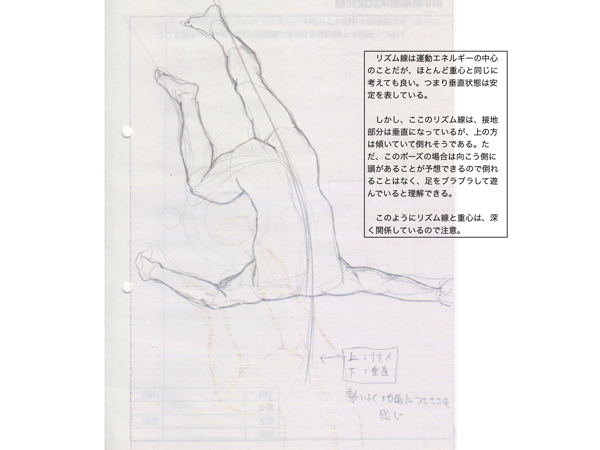 リズム線は運動エネルギーの中心
のことだが、ほとんど重心と同じに
考えても良い。つまり垂直状態は安
定を表している。
しかし、ここのリズム線は、接地
部分は垂直になっているが、上の方
は傾いていて倒れそうである。た
だ、このポーズの場合は向こう側に
頭があることが予想できるので倒れ
ることはなく、足をブラブラして遊
んでいると理解できる。
このようにリズム線と重心は、深
く関係しているので注意。
上：ナナメ
下：垂直
勢いよく地面に
感じ